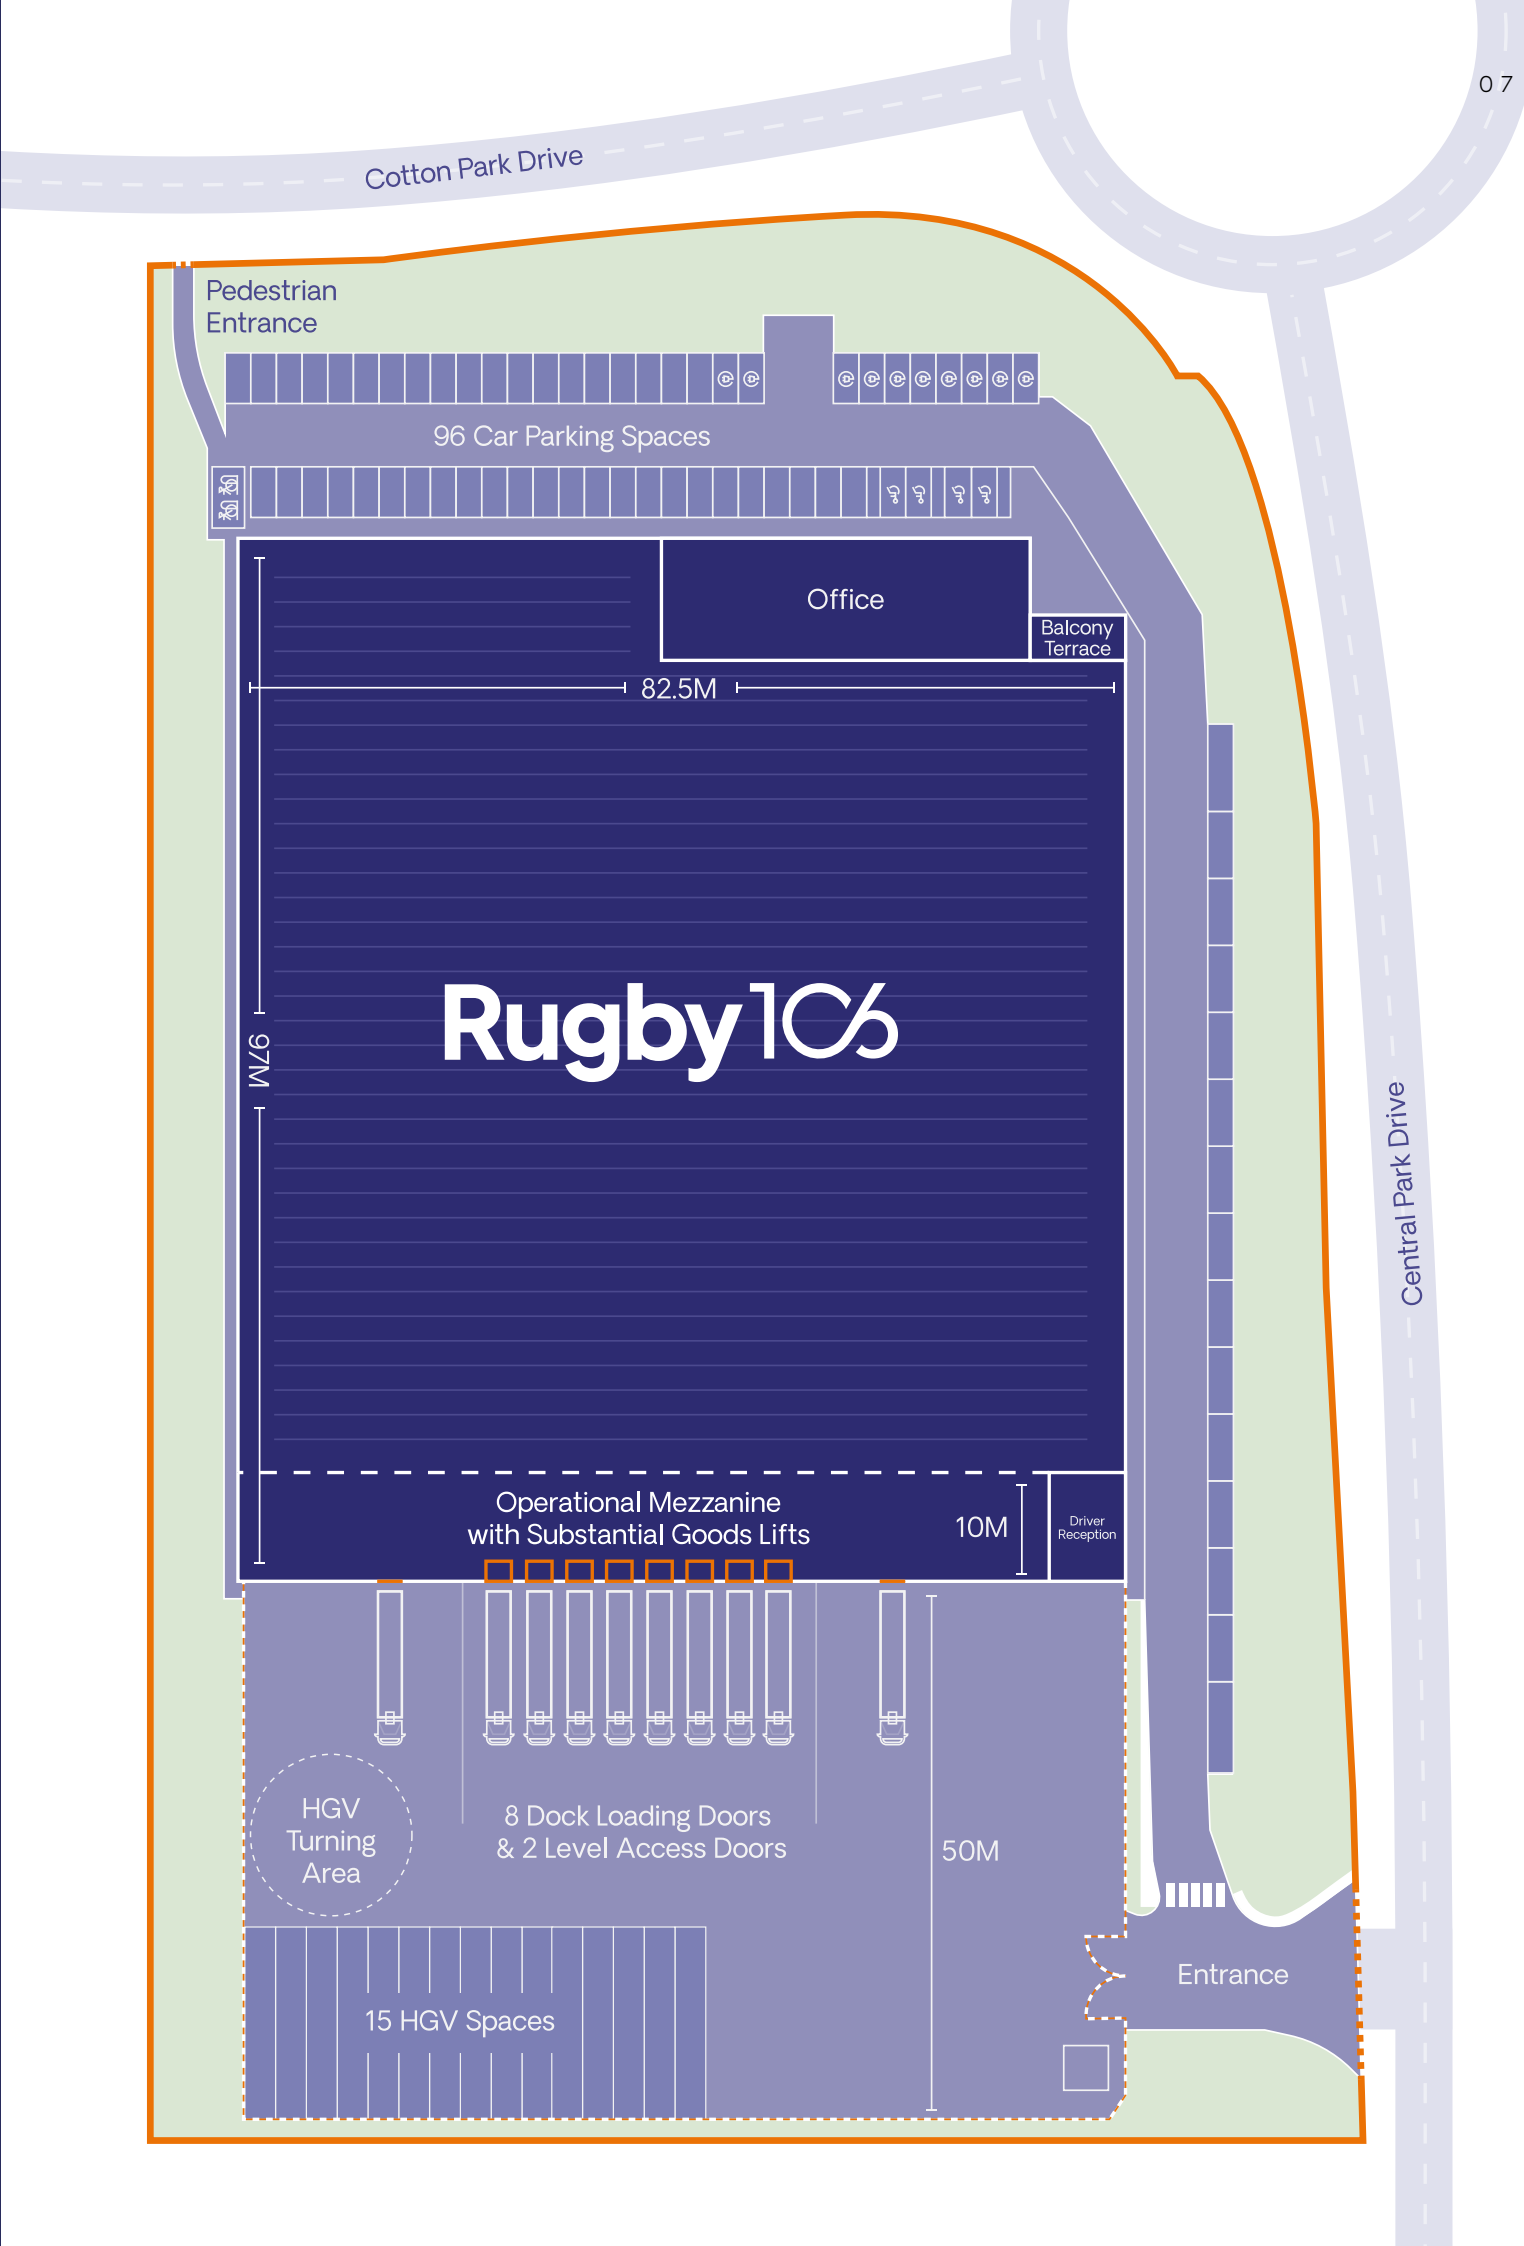 07
Cotton Park Drive
Pedestrian
Entrance
96 Car Parking Spaces
Office
Balcony
Terrace
82.5M
Rugby106
97M
Central Park Drive
Operational Mezzanine
with Substantial Goods Lifts
10M
Driver
Reception
HGV
Turning
Area
8 Dock Loading Doors
& 2 Level Access Doors
50M
Entrance
15 HGV Spaces